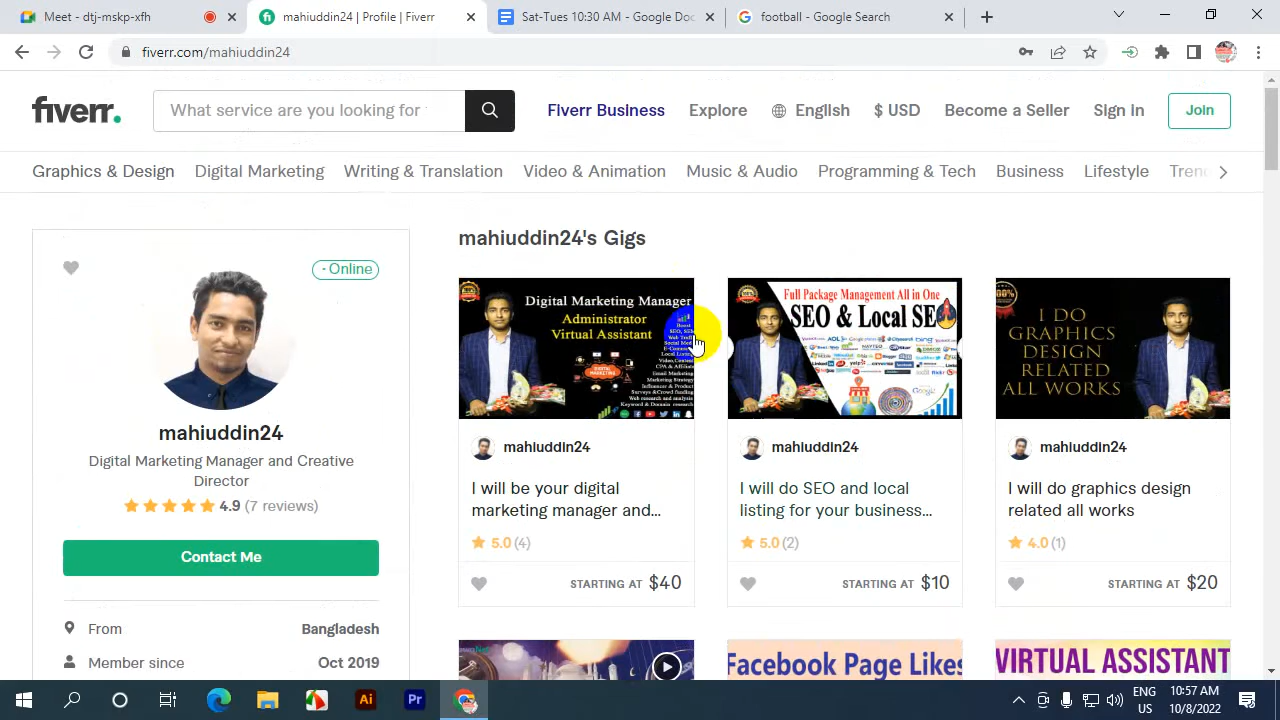 Meet - dtj-mskp-xfh
mahiuddin24 | Profile | Fiverr
Sat-Tues 10:30 AM - Google Doc
football - Google Search
fiverr.com/mahiuddin24
fiverr.
What service are you looking for
Fiverr Business
Explore
English
$ USD
Become a Seller
Sign In
Join
Graphics & Design
Digital Marketing
Writing & Translation
Video & Animation
Music & Audio
Programming & Tech
Business
Lifestyle
Trend
Online
mahiuddin24
Digital Marketing Manager and Creative
Director
4.9 (7 reviews)
Contact Me
From
Bangladesh
Member since
Oct 2019
mahiuddin24's Gigs
Digital Marketing Manager
Administrator
Virtual Assistant
DIGITAL
MARKETING
mahiuddin24
I will be your digital
marketing manager and...
5.0 (4)
STARTING AT $40
Full Package Management All in One
SEO & Local SE
mahiuddin24
I will do SEO and local
listing for your business...
5.0 (2)
STARTING AT $10
100%
I DO
GRAPHICS
DESIGN
RELATED
ALL WORKS
mahiuddin24
I will do graphics design
related all works
4.0 (1)
STARTING AT $20
Facebook Page Likes
VIRTUAL ASSISTANT
Ai
Pr
ENG
US
10:57 AM
10/8/2022